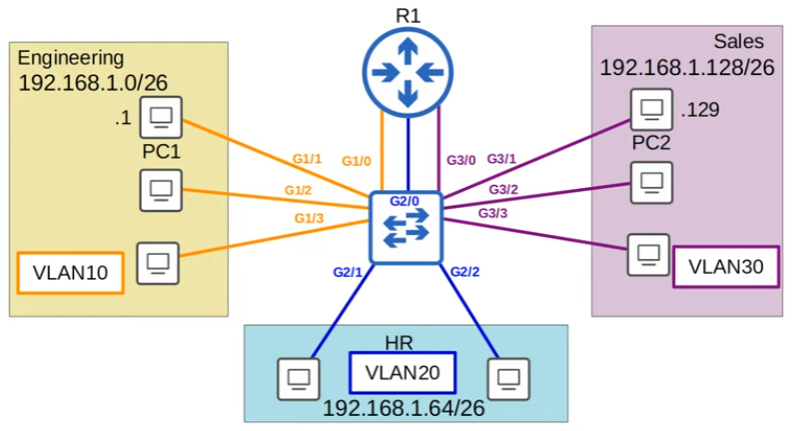 R1
Engineering
192.168.1.0/26
.1
PC1
VLAN10
G1/1
G1/0
G1/2
G1/3
G2/0
G3/0
G3/1
G3/2
G3/3
Sales
192.168.1.128/26
.129
PC2
VLAN30
G2/1
G2/2
HR
VLAN20
192.168.1.64/26